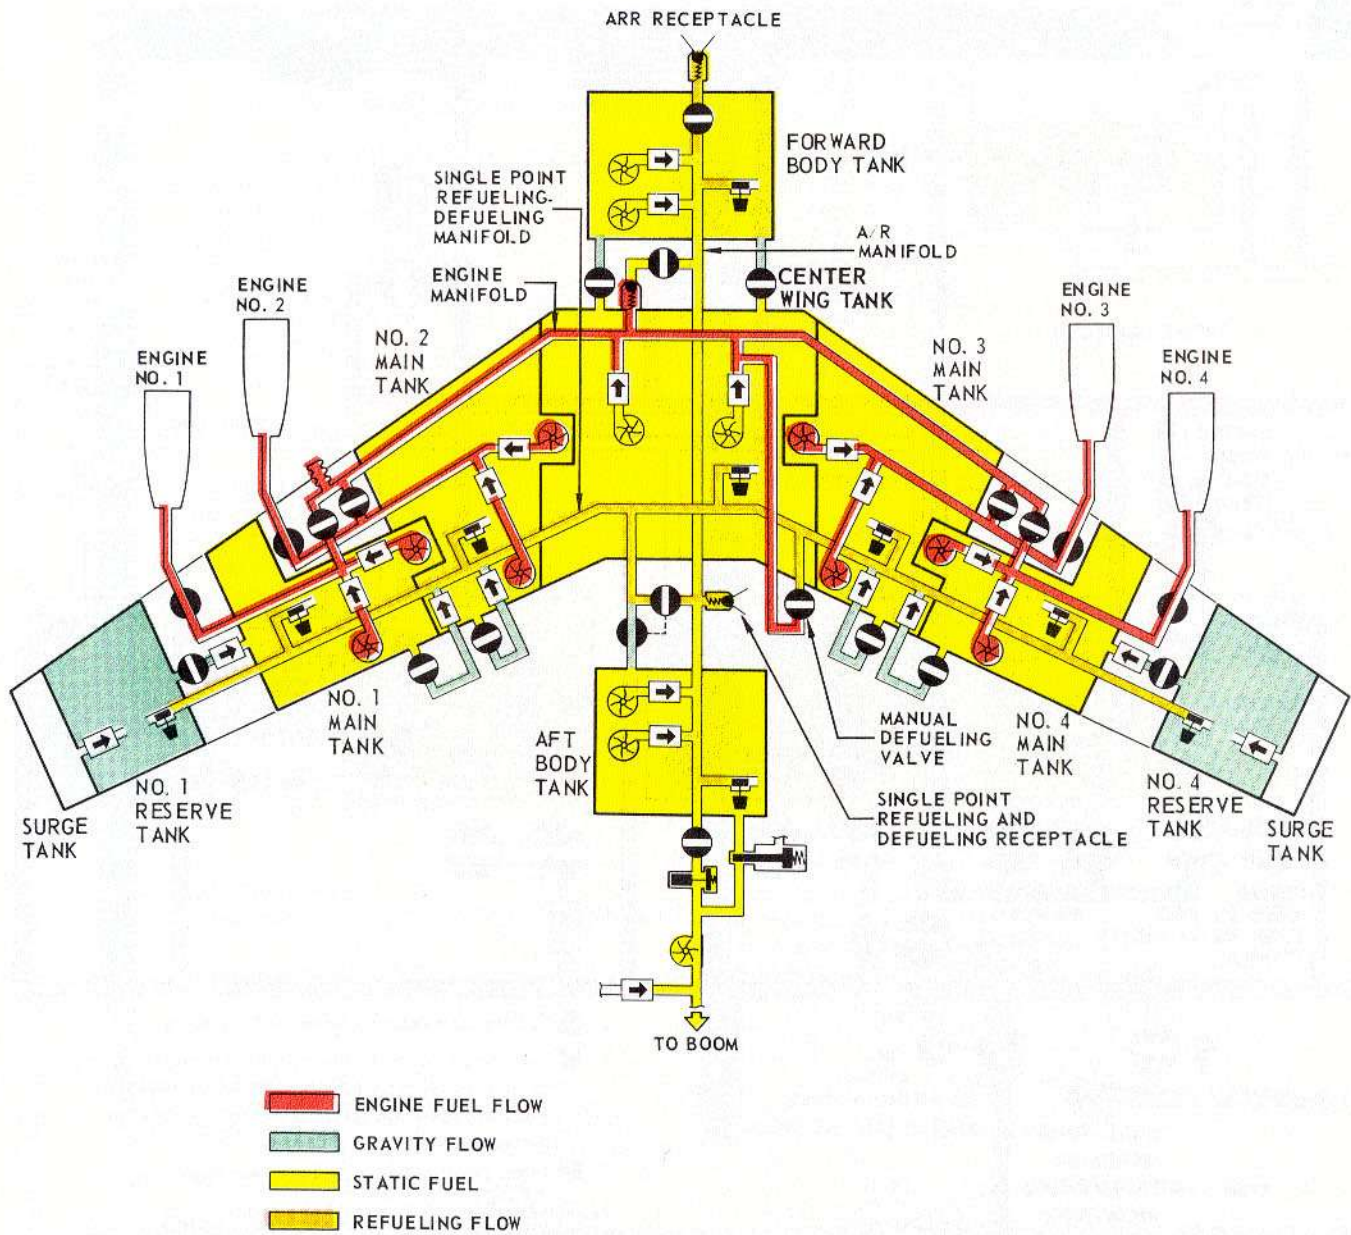 ARR RECEPTACLE
FORWARD
BODY TANK
SINGLE POINT
REFUELING-
DEFUELING
MANIFOLD
A/R
MANIFOLD
ENGINE
MANIFOLD
CENTER
WING TANK
ENGINE
NO. 2
ENGINE
NO. 3
NO. 2
MAIN
TANK
NO. 3
MAIN
TANK
ENGINE
NO. 1
ENGINE
NO. 4
NO. 1
MAIN
TANK
AFT
BODY
TANK
MANUAL
DEFUELING
VALVE
NO. 4
MAIN
TANK
NO. 1
RESERVE
TANK
NO. 4
RESERVE
TANK
SURGE
TANK
SINGLE POINT
REFUELING AND
DEFUELING RECEPTACLE
SURGE
TANK
TO BOOM
ENGINE FUEL FLOW
GRAVITY FLOW
STATIC FUEL
REFUELING FLOW